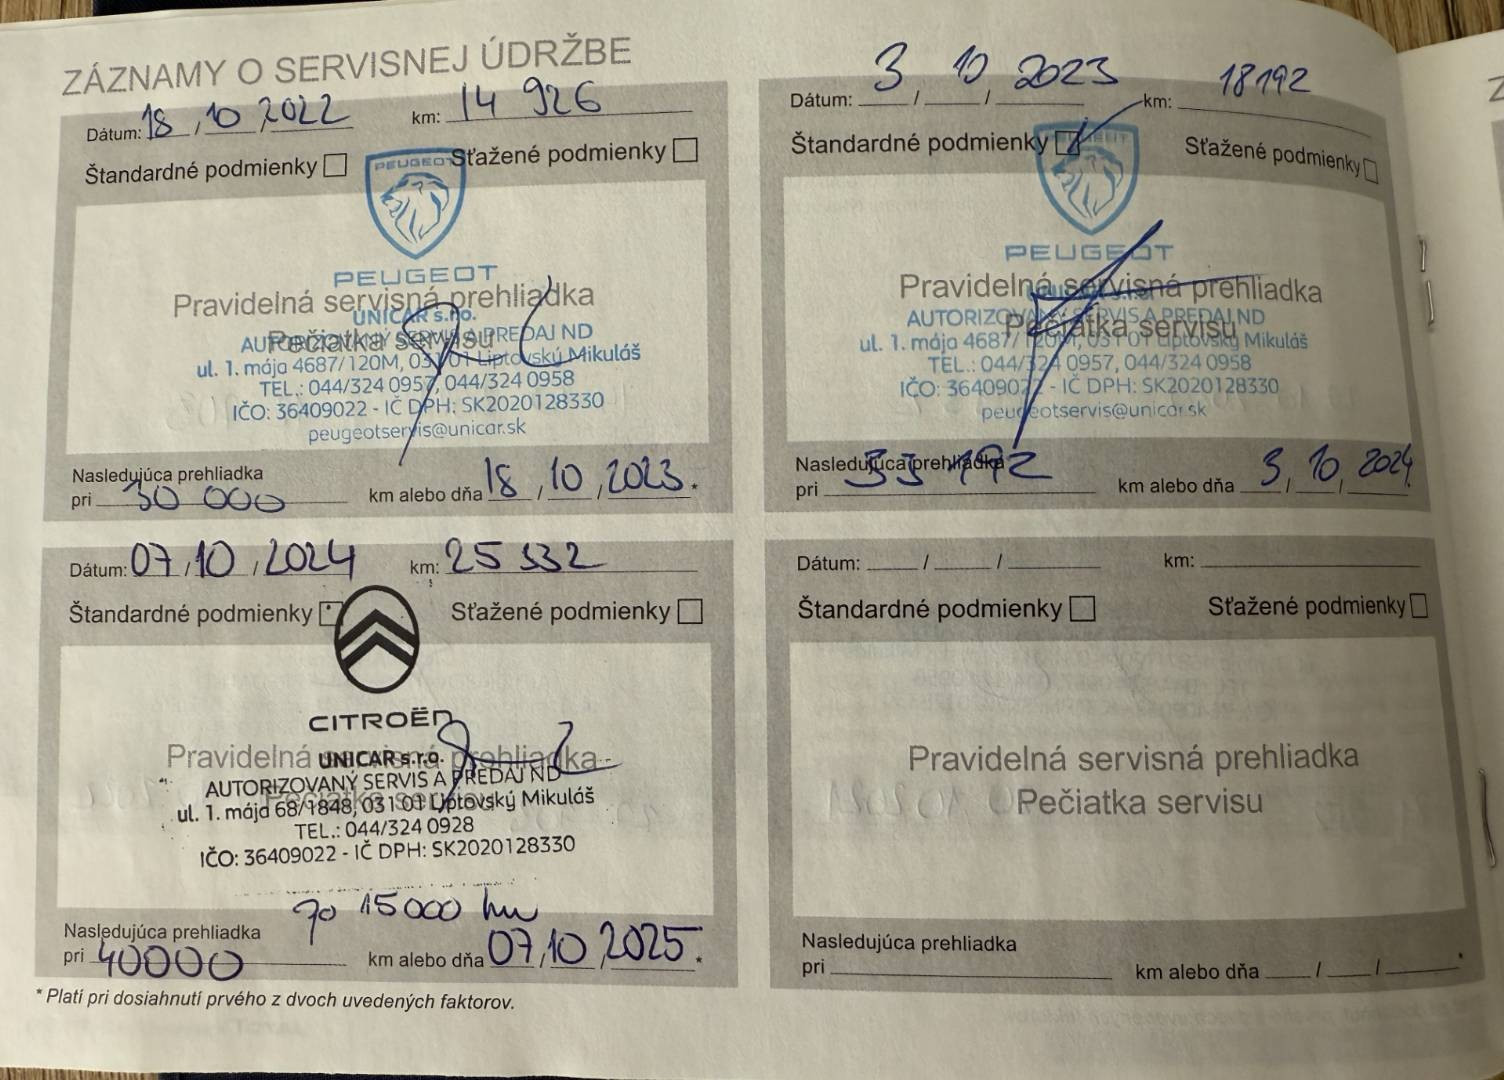 ZÁZNAMY O SERVISNEJ ÚDRŽBE
Dátum: 18 / 10 / 2022 km: 14 926
Štandardné podmienky Sťažené podmienky
PEUGEOT
PEUGEOT
Pravidelná servisná prehliadka
UNICAR s.r.o.
Pečiatka servisu
AUTORIZOVANÝ SERVIS A PREDAJ ND
ul. 1. mája 4687/120M, 031 01 Liptovský Mikuláš
TEL.: 044/324 0957, 044/324 0958
IČO: 36409022 - IČ DPH: SK2020128330
peugeotservis@unicar.sk
Nasledujúca prehliadka
pri 30 000 km alebo dňa 18 / 10 / 2023 *
Dátum: 3 / 10 / 2023 km: 18192
Štandardné podmienky Sťažené podmienky
PEUGEOT
Pravidelná servisná prehliadka
AUTORIZOVANÝ SERVIS A PREDAJ ND
Pečiatka servisu
ul. 1. mája 4687/120M, 031 01 Liptovský Mikuláš
TEL.: 044/324 0957, 044/324 0958
IČO: 36409022 - IČ DPH: SK2020128330
peugeotservis@unicar.sk
Nasledujúca prehliadka
pri 33 192 km alebo dňa 3 / 10 / 2024
Dátum: 07 / 10 / 2024 km: 25 332
Štandardné podmienky Sťažené podmienky
CITROËN
Pravidelná servisná prehliadka
UNICAR s.r.o.
AUTORIZOVANÝ SERVIS A PREDAJ ND
Pečiatka servisu
ul. 1. mája 68/1848, 031 01 Liptovský Mikuláš
TEL.: 044/324 0928
IČO: 36409022 - IČ DPH: SK2020128330
po 15000 km
Nasledujúca prehliadka
pri 40000 km alebo dňa 07 / 10 / 2025 *
* Platí pri dosiahnutí prvého z dvoch uvedených faktorov.
Dátum: / / km:
Štandardné podmienky Sťažené podmienky
Pravidelná servisná prehliadka
Pečiatka servisu
Nasledujúca prehliadka
pri km alebo dňa / / *